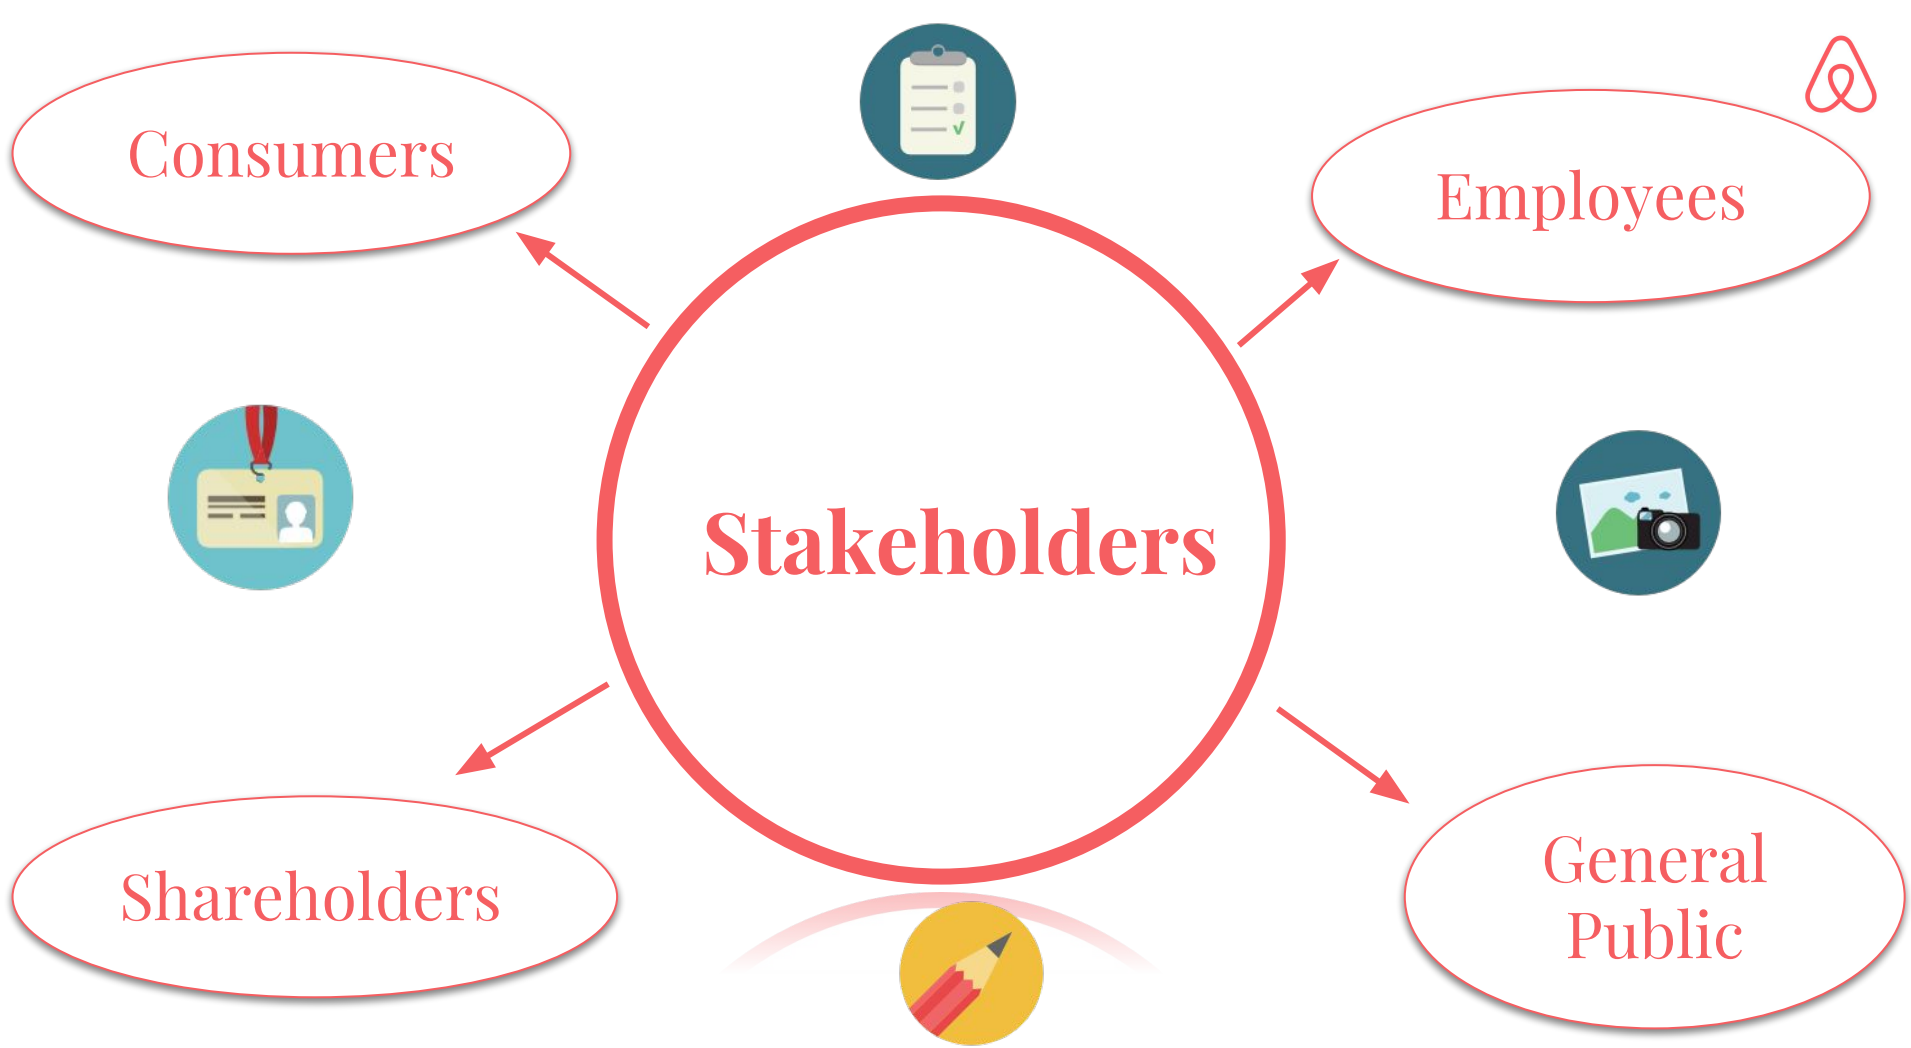 Consumers
Employees
Stakeholders
Shareholders
General
Public